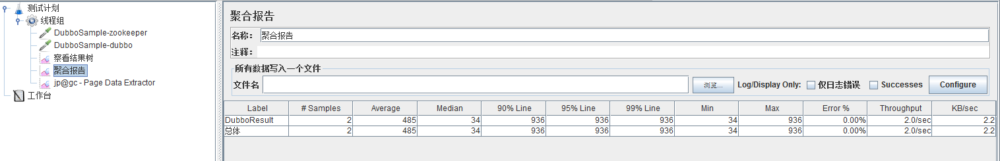 测试计划
线程组
DubboSample-zookeeper
DubboSample-dubbo
察看结果树
聚合报告
jp@gc - Page Data Extractor
工作台
聚合报告
名称： 聚合报告
注释：
所有数据写入一个文件
文件名 浏览... Log/Display Only: 仅日志错误 Successes Configure
Label # Samples Average Median 90% Line 95% Line 99% Line Min Max Error % Throughput KB/sec
DubboResult 2 485 34 936 936 936 34 936 0.00% 2.0/sec 2.2
总体 2 485 34 936 936 936 34 936 0.00% 2.0/sec 2.2